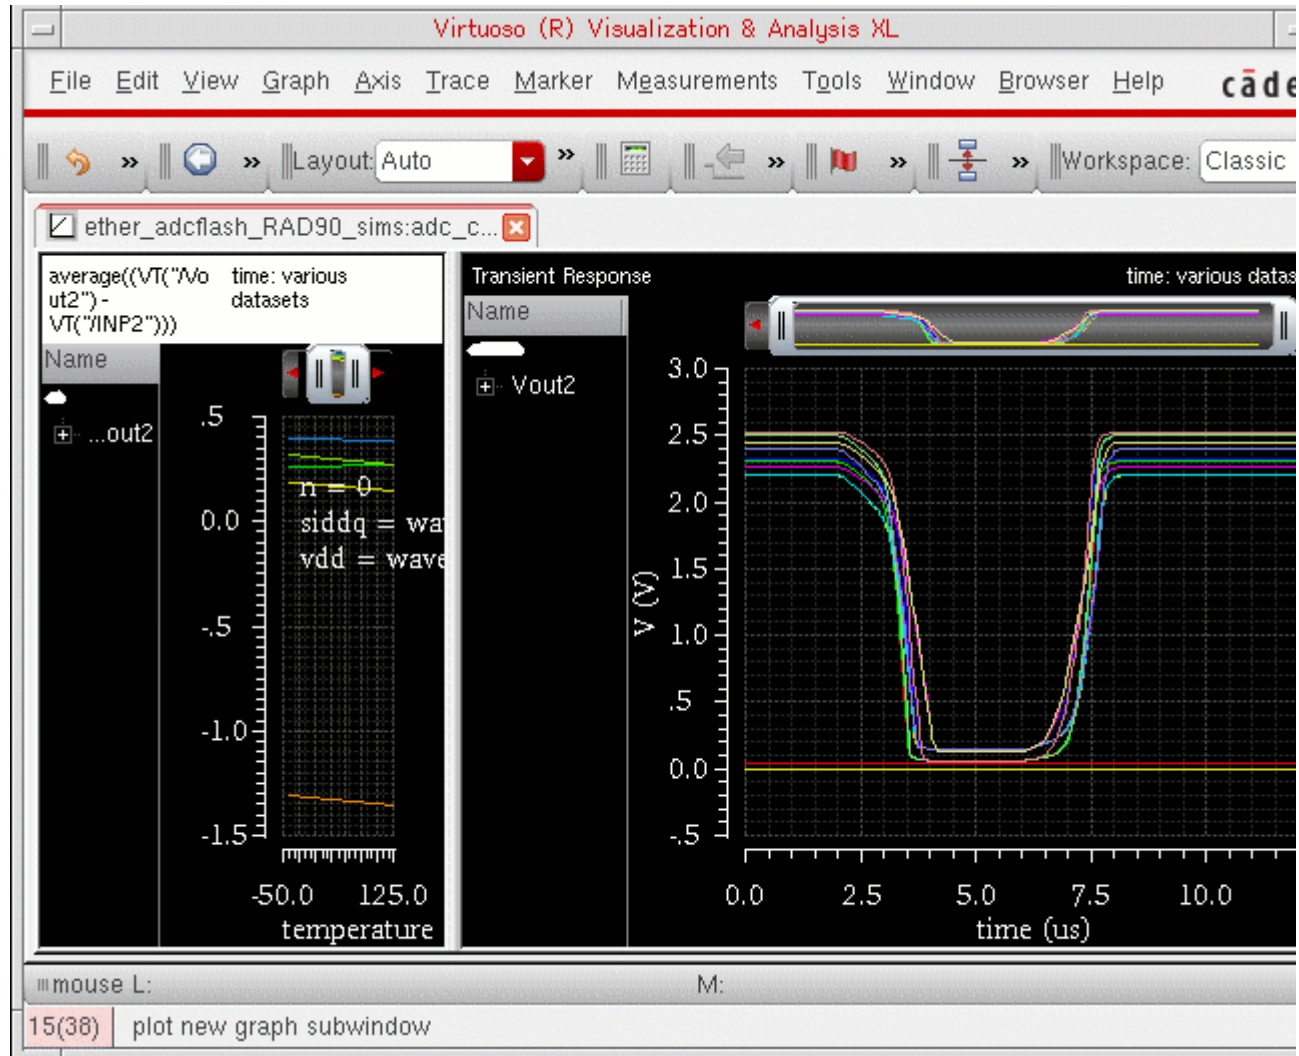 Virtuoso (R) Visualization & Analysis XL
File Edit View Graph Axis Trace Marker Measurements Tools Window Browser Help cāde
Layout: Auto Workspace: Classic
ether_adcflash_RAD90_sims:adc_c...
average((VT("/Vo
ut2") -
VT("/INP2")))
time: various
datasets
Name
...out2
.5
0.0
-.5
-1.0
-1.5
n = 0
siddq = wa
vdd = wave
-50.0 125.0
temperature
Transient Response
time: various datas
Name
Vout2
3.0
2.5
2.0
1.5
1.0
.5
0.0
-.5
V (V)
0.0 2.5 5.0 7.5 10.0
time (us)
mouse L: M:
15(38) plot new graph subwindow